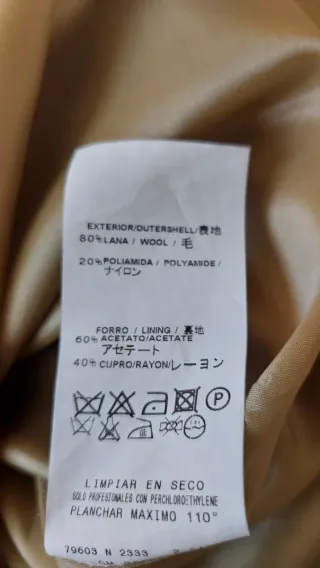 EXTERIOR/OUTERSHELL/表地
80%LANA / WOOL / 毛
20%POLIAMIDA / POLYAMIDE /
ナイロン
FORRO / LINING / 裏地
60% ACETATO/ACETATE
アセテート
40% CUPRO/RAYON/レーヨン
P
LIMPIAR EN SECO
SOLO PROFESIONALES CON PERCHLOROETHYLENE
PLANCHAR MAXIMO 110°
79603 N 2333